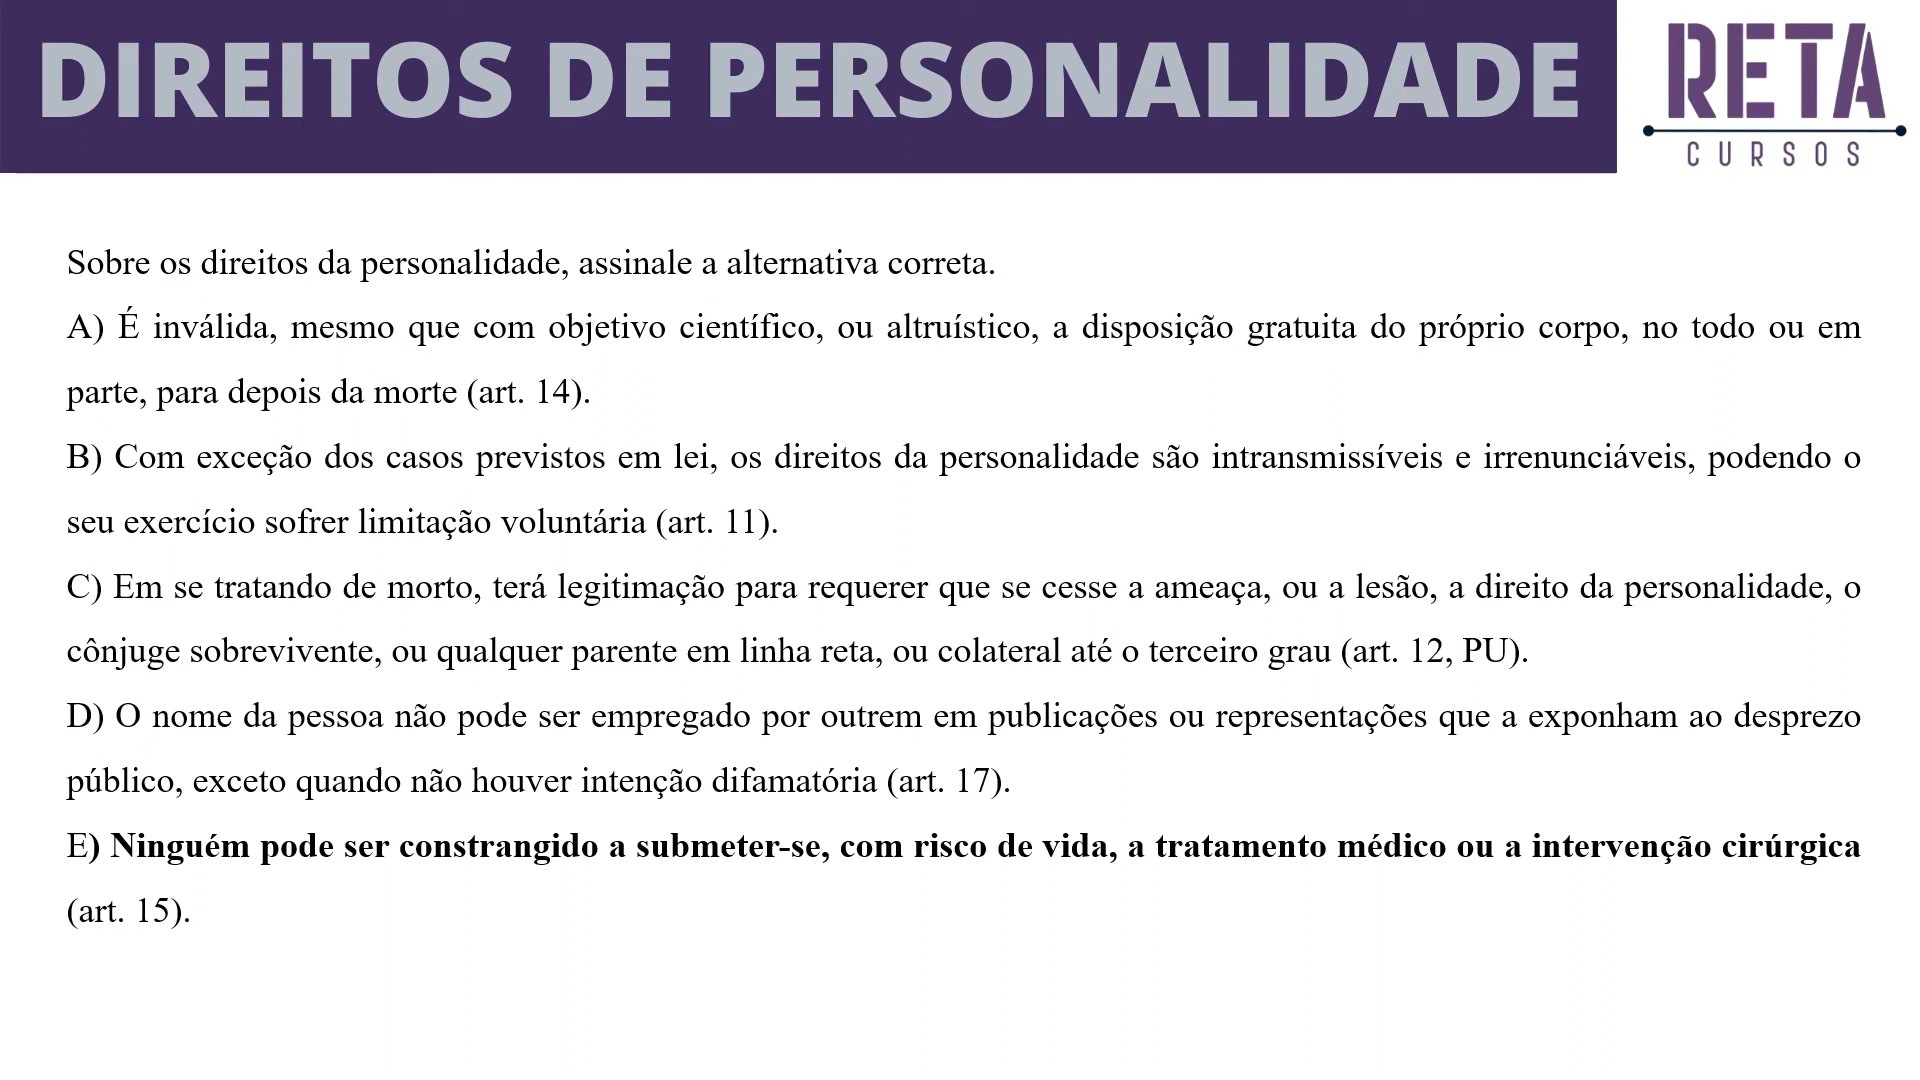 DIREITOS DE PERSONALIDADE
RETA
CURSOS
Sobre os direitos da personalidade, assinale a alternativa correta.
A) É inválida, mesmo que com objetivo científico, ou altruístico, a disposição gratuita do próprio corpo, no todo ou em
parte, para depois da morte (art. 14).
B) Com exceção dos casos previstos em lei, os direitos da personalidade são intransmissíveis e irrenunciáveis, podendo o
seu exercício sofrer limitação voluntária (art. 11).
C) Em se tratando de morto, terá legitimação para requerer que se cesse a ameaça, ou a lesão, a direito da personalidade, o
cônjuge sobrevivente, ou qualquer parente em linha reta, ou colateral até o terceiro grau (art. 12, PU).
D) O nome da pessoa não pode ser empregado por outrem em publicações ou representações que a exponham ao desprezo
público, exceto quando não houver intenção difamatória (art. 17).
E) Ninguém pode ser constrangido a submeter-se, com risco de vida, a tratamento médico ou a intervenção cirúrgica
(art. 15).